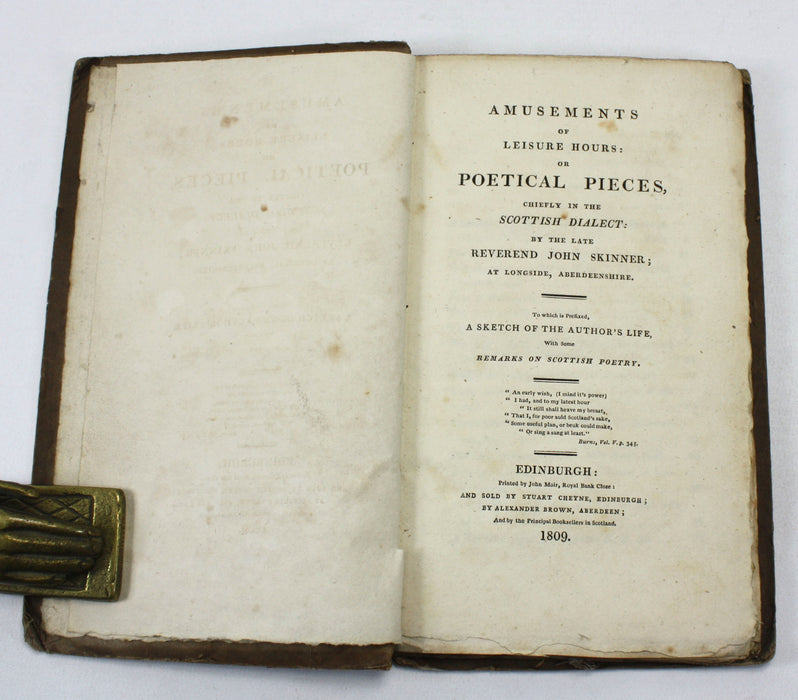 AMUSEMENTS
OF
LEISURE HOURS:
OR
POETICAL PIECES,
CHIEFLY IN THE
SCOTTISH DIALECT:
BY THE LATE
REVEREND JOHN SKINNER;
AT LONGSIDE, ABERDEENSHIRE.
To which is Prefixed,
A SKETCH OF THE AUTHOR'S LIFE,
With Some
REMARKS ON SCOTTISH POETRY.
" An early wish, (I mind it's power)
" I had, and to my latest hour
" It still shall heave my breast,
" That I, for poor auld Scotland's sake,
" Some useful plan, or beuk could make,
" Or sing a sang at least."
Burns, Vol. V. p. 345.
EDINBURGH:
Printed by John Moir, Royal Bank Close:
AND SOLD BY STUART CHEYNE, EDINBURGH;
BY ALEXANDER BROWN, ABERDEEN;
And by the Principal Booksellers in Scotland.
1809.